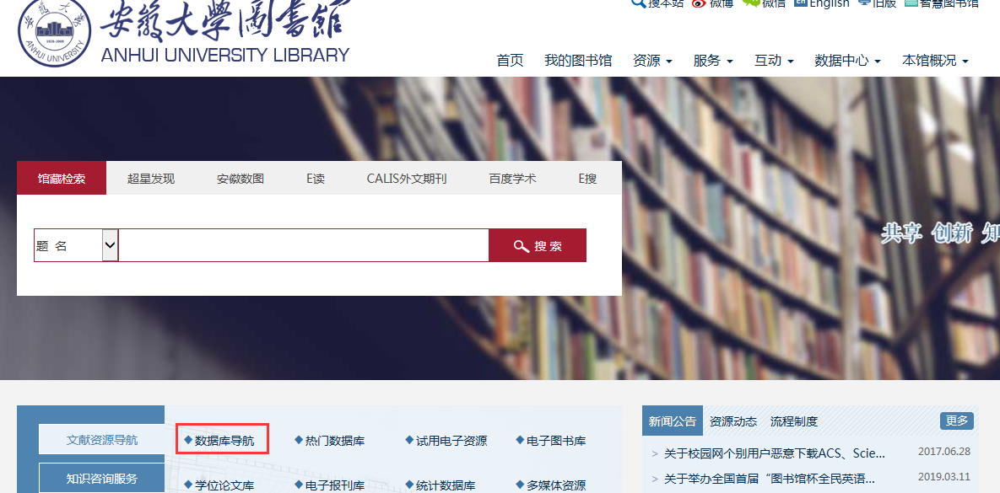 搜本站 微博 微信 English 旧版 智慧图书馆
安徽大學圖書館
ANHUI UNIVERSITY LIBRARY
安徽大学
1928-2008
ANHUI UNIVERSITY
首页 我的图书馆 资源 服务 互动 数据中心 本馆概况
馆藏检索 超星发现 安徽数图 E读 CALIS外文期刊 百度学术 E搜
题 名 搜 索
共享 创新 知
文献资源导航
知识咨询服务
数据库导航 热门数据库 试用电子资源 电子图书库
学位论文库 电子报刊库 统计数据库 多媒体资源
新闻公告 资源动态 流程制度 更多
> 关于校园网个别用户恶意下载ACS、Scie... 2017.06.28
> 关于举办全国首届“图书馆杯全民英语... 2019.03.11